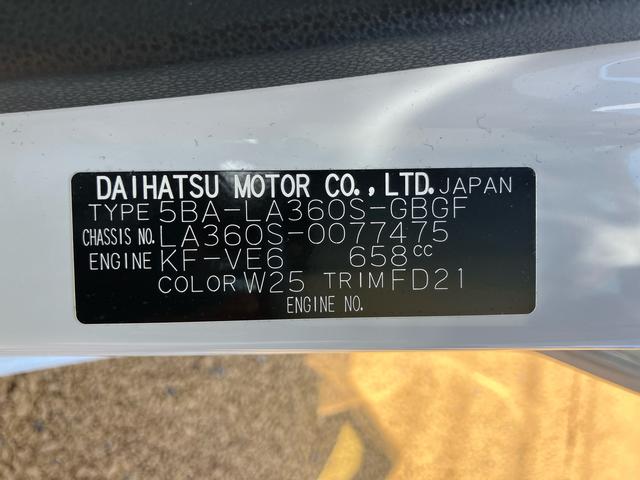 DAIHATSU MOTOR CO.,LTD. JAPAN
TYPE 5BA-LA360S-GBGF
CHASSIS NO. LA360S-0077475
ENGINE KF-VE6 658cc
COLOR W25 TRIM FD21
ENGINE NO.